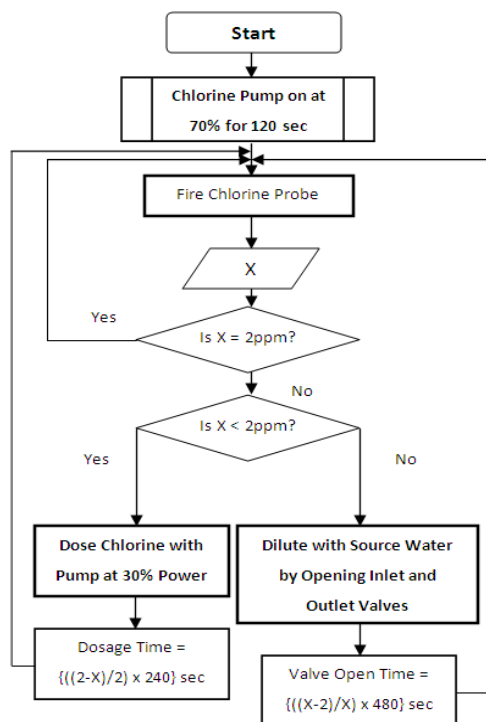 Start
Chlorine Pump on at
70% for 120 sec
Fire Chlorine Probe
X
Yes
Is X = 2ppm?
No
Is X < 2ppm?
Yes
No
Dose Chlorine with
Pump at 30% Power
Dilute with Source Water
by Opening Inlet and
Outlet Valves
Dosage Time =
{((2-X)/2) x 240} sec
Valve Open Time =
{((X-2)/X) x 480} sec